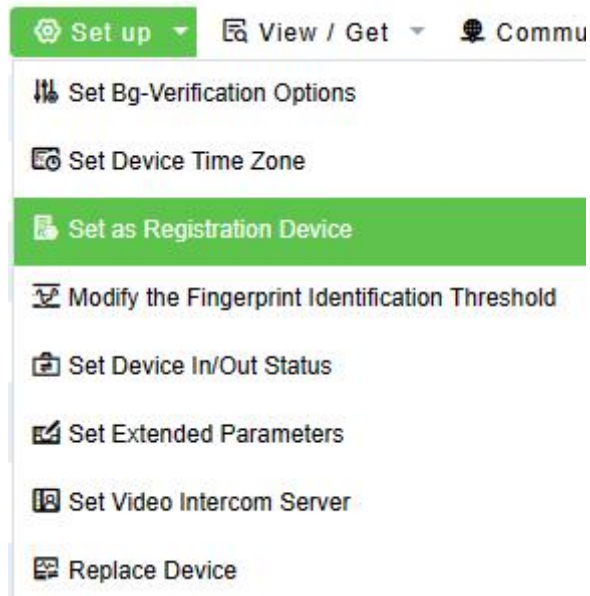 Set up View / Get Commu
Set Bg-Verification Options
Set Device Time Zone
Set as Registration Device
Modify the Fingerprint Identification Threshold
Set Device In/Out Status
Set Extended Parameters
Set Video Intercom Server
Replace Device